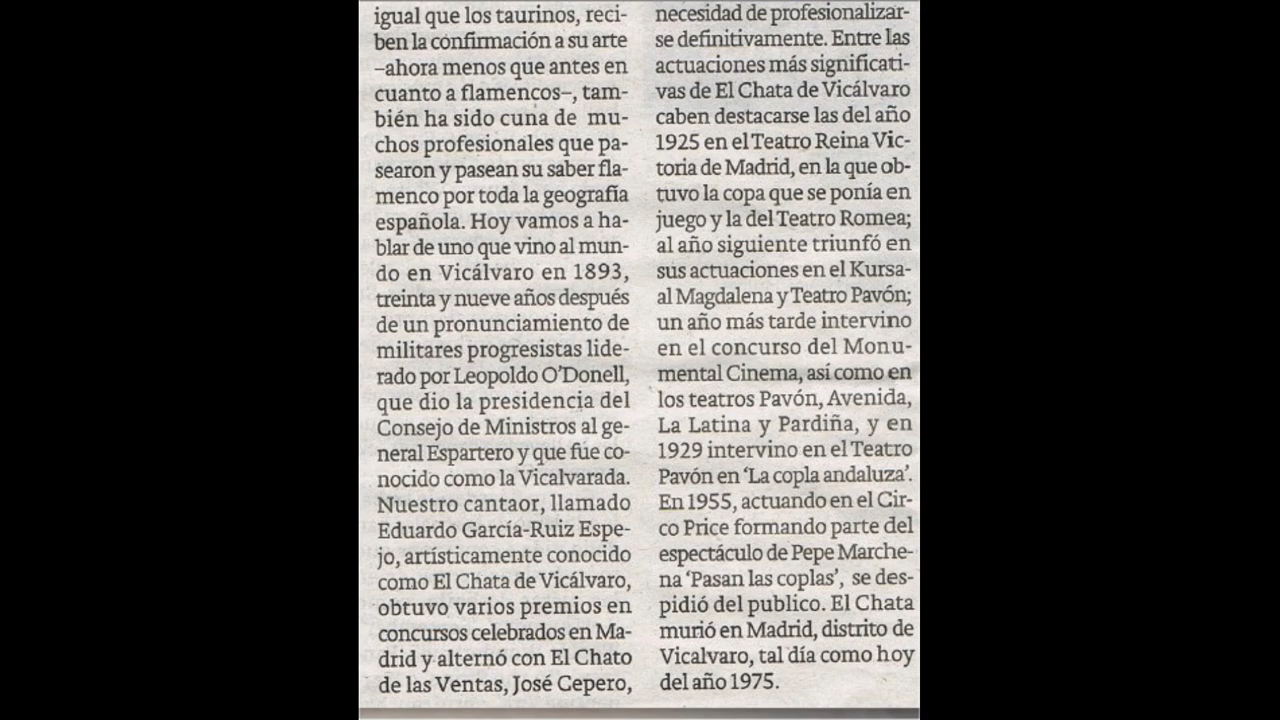 igual que los taurinos, reci-
ben la confirmación a su arte
–ahora menos que antes en
cuanto a flamencos–, tam-
bién ha sido cuna de mu-
chos profesionales que pa-
searon y pasean su saber fla-
menco por toda la geografía
española. Hoy vamos a ha-
blar de uno que vino al mun-
do en Vicálvaro en 1893,
treinta y nueve años después
de un pronunciamiento de
militares progresistas lide-
rado por Leopoldo O’Donell,
que dio la presidencia del
Consejo de Ministros al ge-
neral Espartero y que fue co-
nocido como la Vicalvarada.
Nuestro cantaor, llamado
Eduardo García-Ruiz Espe-
jo, artísticamente conocido
como El Chata de Vicálvaro,
obtuvo varios premios en
concursos celebrados en Ma-
drid y alternó con El Chato
de las Ventas, José Cepero,
necesidad de profesionalizar-
se definitivamente. Entre las
actuaciones más significati-
vas de El Chata de Vicálvaro
caben destacarse las del año
1925 en el Teatro Reina Vic-
toria de Madrid, en la que ob-
tuvo la copa que se ponía en
juego y la del Teatro Romea;
al año siguiente triunfó en
sus actuaciones en el Kursa-
al Magdalena y Teatro Pavón;
un año más tarde intervino
en el concurso del Monu-
mental Cinema, así como en
los teatros Pavón, Avenida,
La Latina y Pardiña, y en
1929 intervino en el Teatro
Pavón en ‘La copla andaluza’.
En 1955, actuando en el Cir-
co Price formando parte del
espectáculo de Pepe Marche-
na ‘Pasan las coplas’, se des-
pidió del publico. El Chata
murió en Madrid, distrito de
Vicalvaro, tal día como hoy
del año 1975.